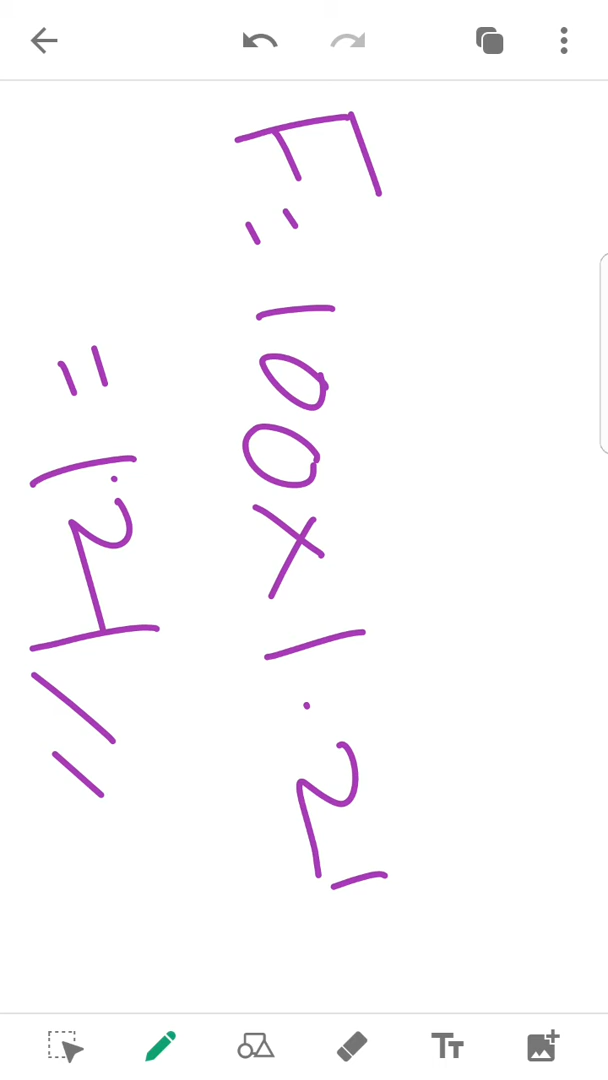 F = 100 x 1.21
= 1.21 //